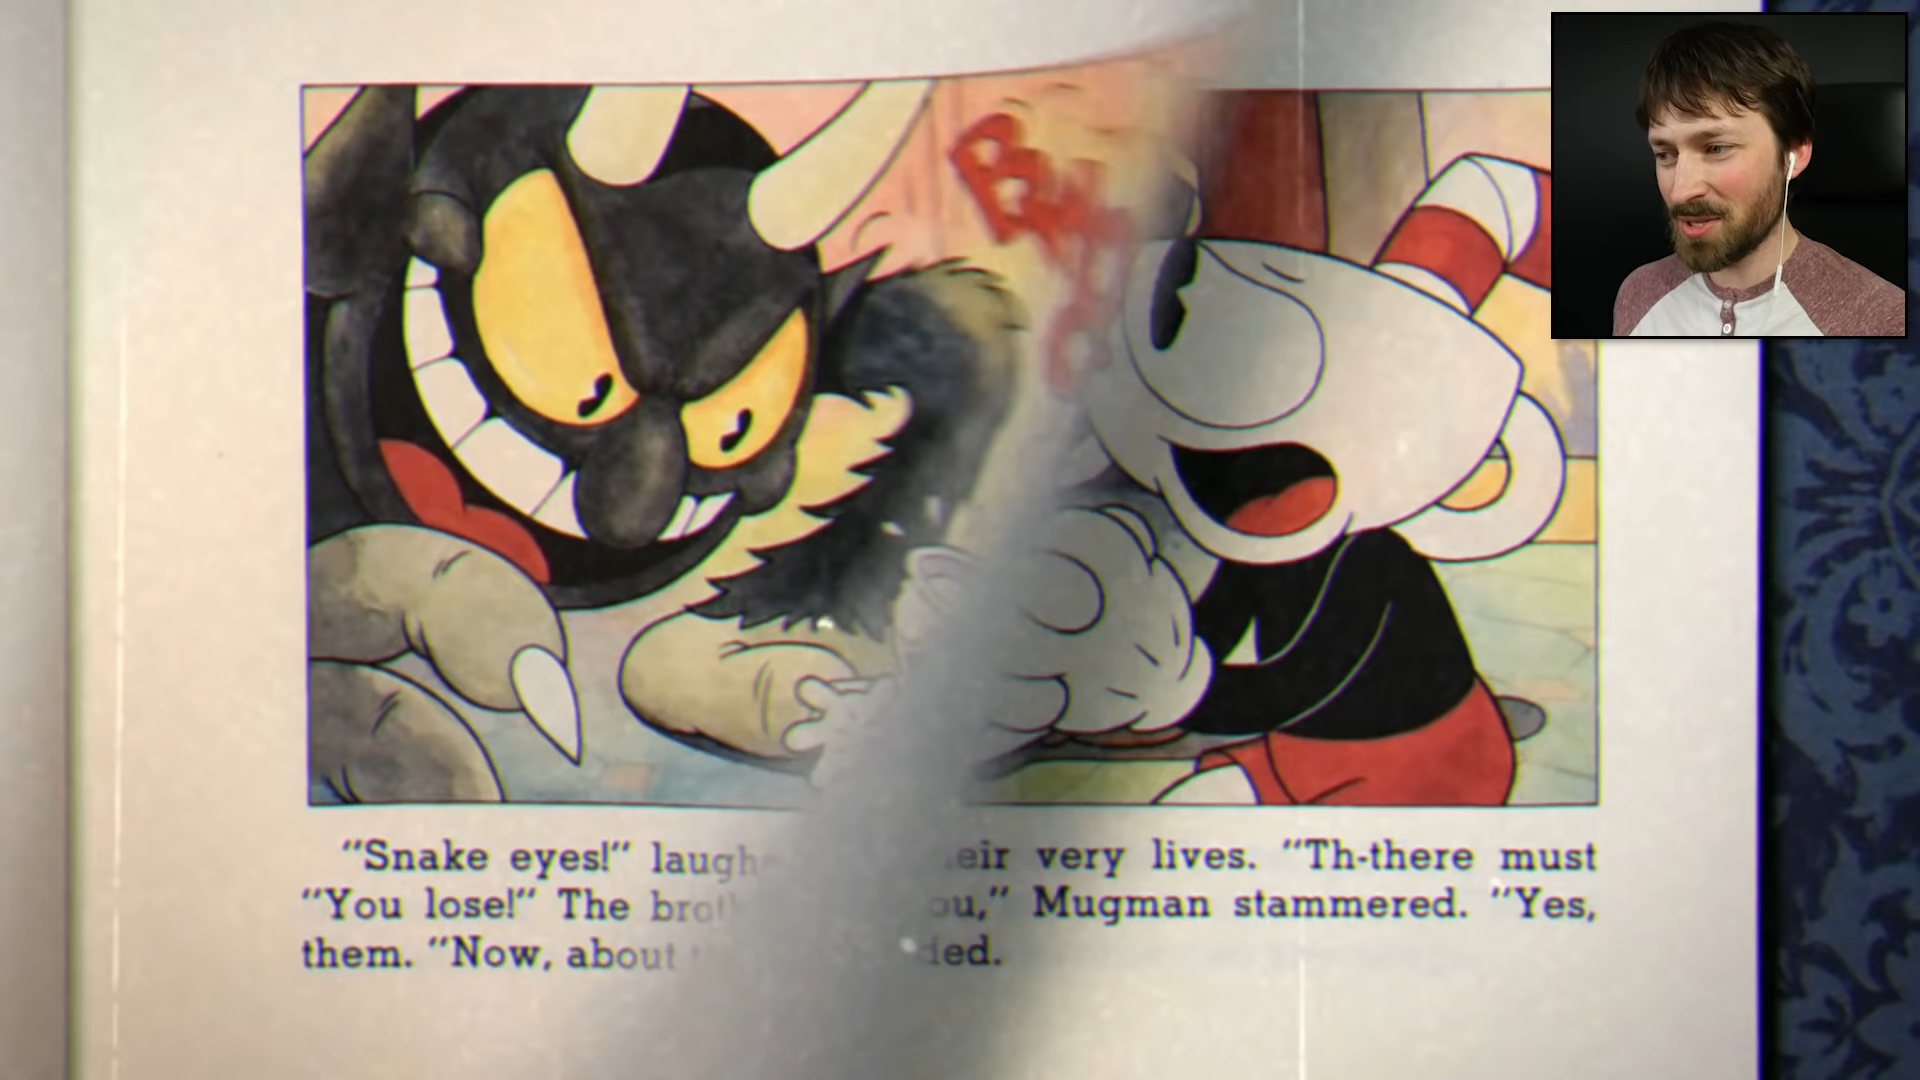 “Snake eyes!” laugh eir very lives. “Th-there must
“You lose!” The brot ou,” Mugman stammered. “Yes,
them. “Now, about ded.